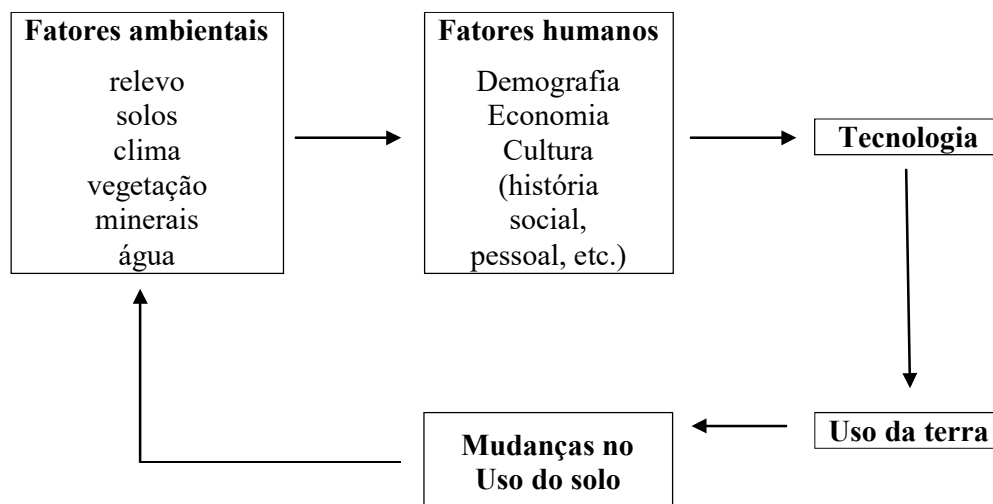 Fatores ambientais
relevo
solos
clima
vegetação
minerais
água
Fatores humanos
Demografia
Economia
Cultura
(história
social,
pessoal, etc.)
Tecnologia
Uso da terra
Mudanças no
Uso do solo